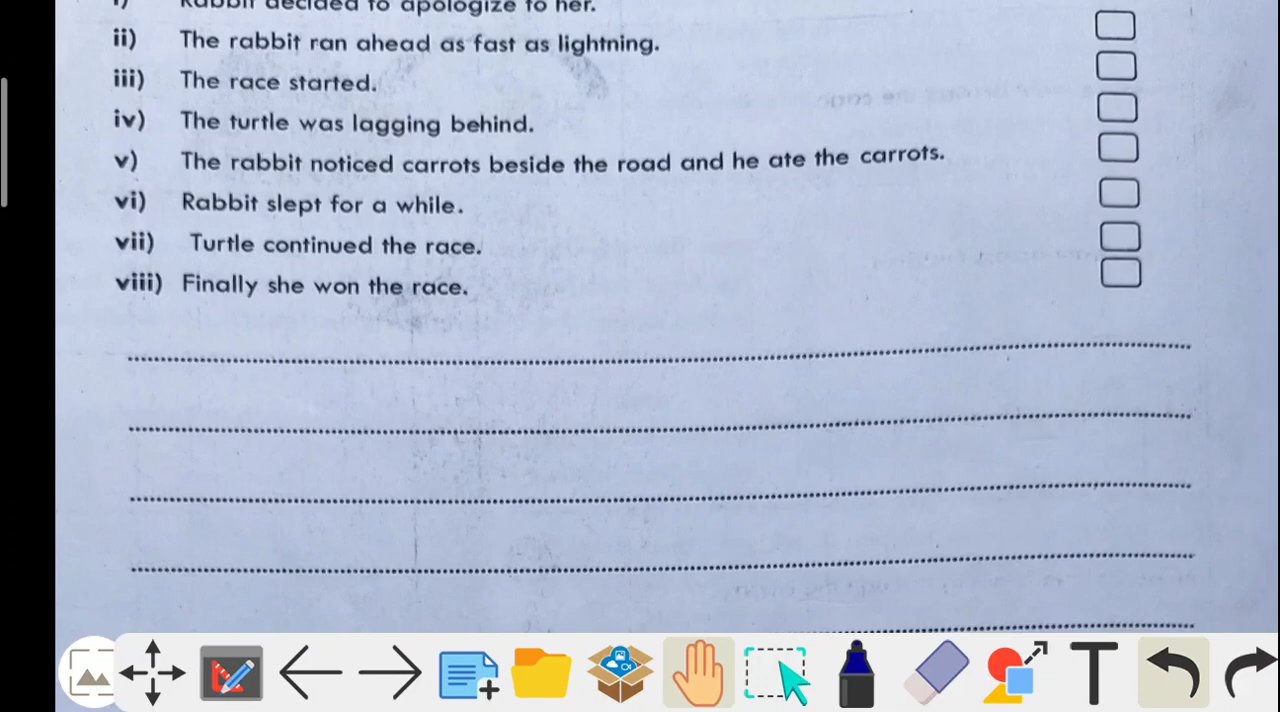 i) Rabbit decided to apologize to her.
ii) The rabbit ran ahead as fast as lightning.
iii) The race started.
iv) The turtle was lagging behind.
v) The rabbit noticed carrots beside the road and he ate the carrots.
vi) Rabbit slept for a while.
vii) Turtle continued the race.
viii) Finally she won the race.